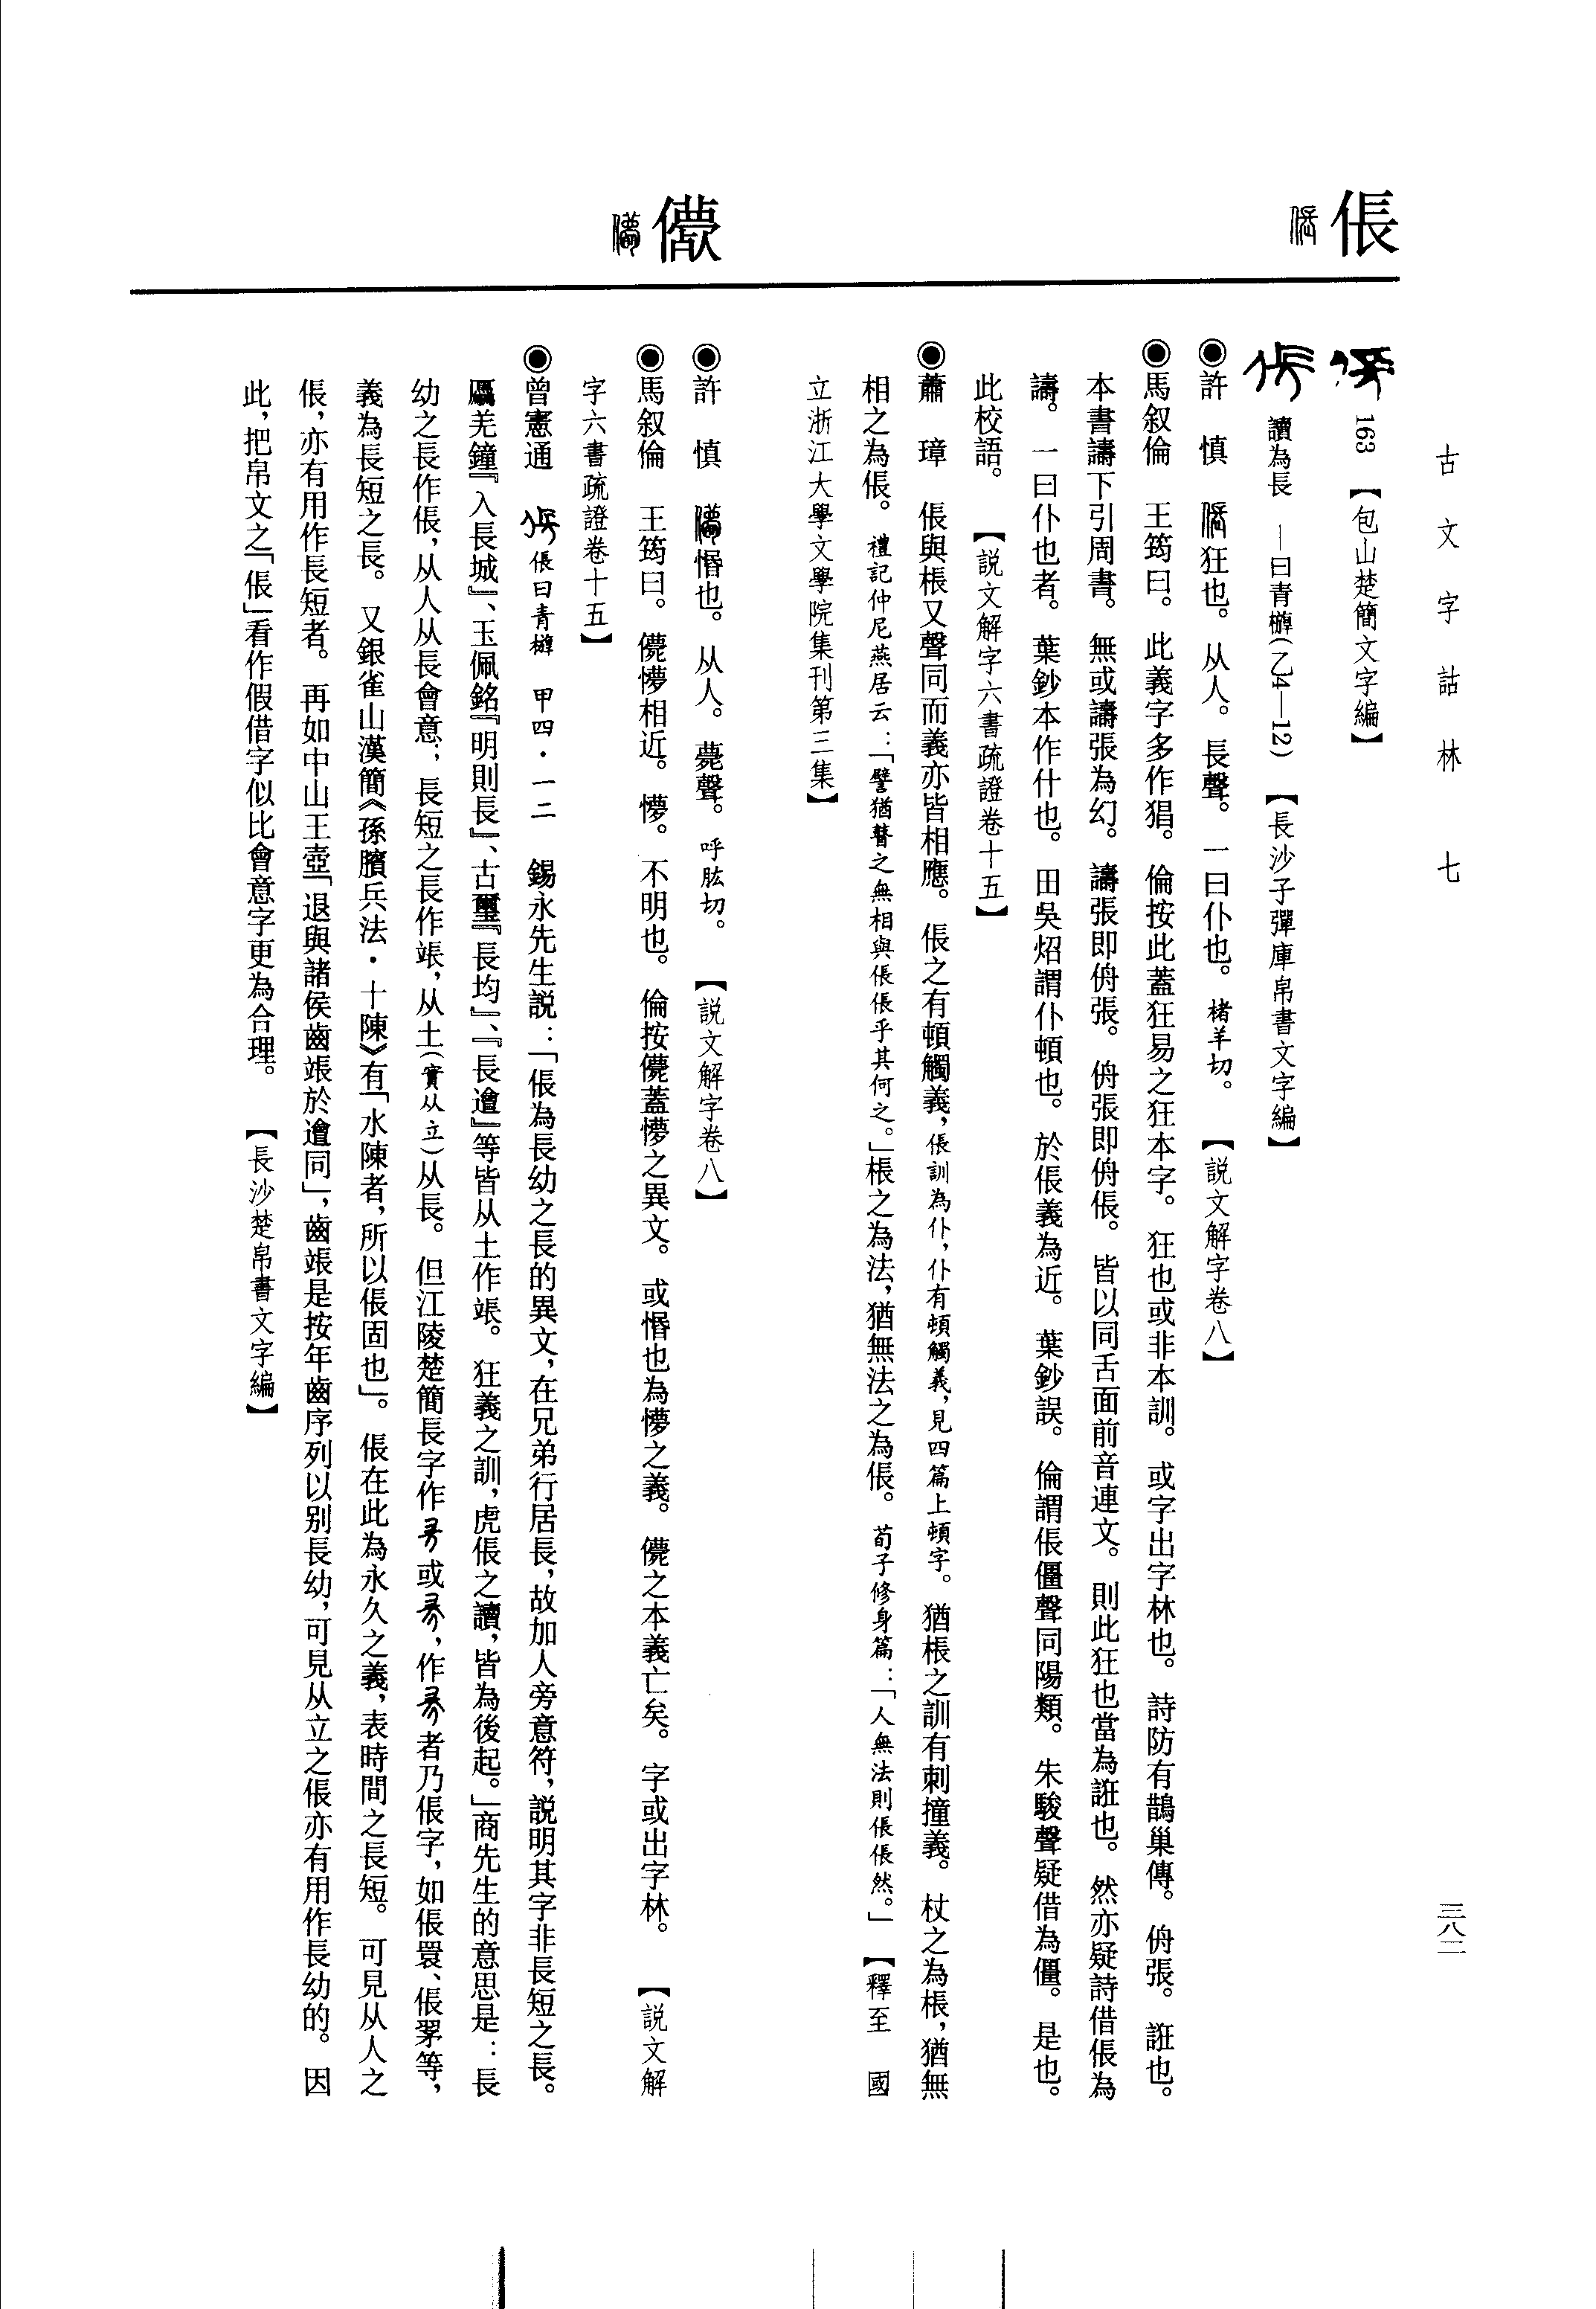 古文字詁林　七
三八二
倀
163　【包山楚簡文字編】
讀為長　—曰青（乙4—12）　【長沙子彈庫帛書文字編】
◉許　慎　狂也。从人。長聲。一曰仆也。楮羊切。　【説文解字卷八】
◉馬叙倫　王筠曰。此義字多作猖。倫按此蓋狂易之狂本字。狂也或非本訓。或字出字林也。詩防有鵲巢傳。侜張。誑也。
本書譸下引周書。無或譸張為幻。譸張即侜張。侜張即侜倀。皆以同舌面前音連文。則此狂也當為誑也。然亦疑詩借倀為
譸。一曰仆也者。葉鈔本作什也。田吳炤謂仆頓也。於倀義為近。葉鈔誤。倫謂倀僵聲同陽類。朱駿聲疑借為僵。是也。
此校語。　【説文解字六書疏證卷十五】
◉蕭　璋　倀與棖又聲同而義亦皆相應。倀之有頓觸義，倀訓為仆，仆有頓觸義，見四篇上頓字。猶棖之訓有刺撞義。杖之為棖，猶無
相之為倀。禮記仲尼燕居云：「譬猶瞽之無相與倀倀乎其何之。」棖之為法，猶無法之為倀。荀子修身篇：「人無法則倀倀然。」【釋至　國
立浙江大學文學院集刊第三集】
儚
◉許　慎　惛也。从人。薨聲。呼肱切。　【説文解字卷八】
◉馬叙倫　王筠曰。儚懜相近。懜。不明也。倫按儚蓋懜之異文。或惛也為懜之義。儚之本義亡矣。字或出字林。　【説文解
字六書疏證卷十五】
◉曾憲通　倀曰青　甲四・一二　錫永先生説：「倀為長幼之長的異文，在兄弟行居長，故加人旁意符，説明其字非長短之長。
羌鐘『入長城』、玉佩銘『明則長』、古璽『長均』、『長』等皆从土作。狂義之訓，虎倀之讀，皆為後起。」商先生的意思是：長
幼之長作倀，从人从長會意；長短之長作，从土（實从立）从長。但江陵楚簡長字作或，作者乃倀字，如倀睘、倀等，
義為長短之長。又銀雀山漢簡《孫臏兵法・十陳》有「水陳者，所以倀固也」。倀在此為永久之義，表時間之長短。可見从人之
倀，亦有用作長短者。再如中山王壺「退與諸侯齒於同」，齒是按年齒序列以别長幼，可見从立之倀亦有用作長幼的。因
此，把帛文之「倀」看作假借字似比會意字更為合理。　【長沙楚帛書文字編】